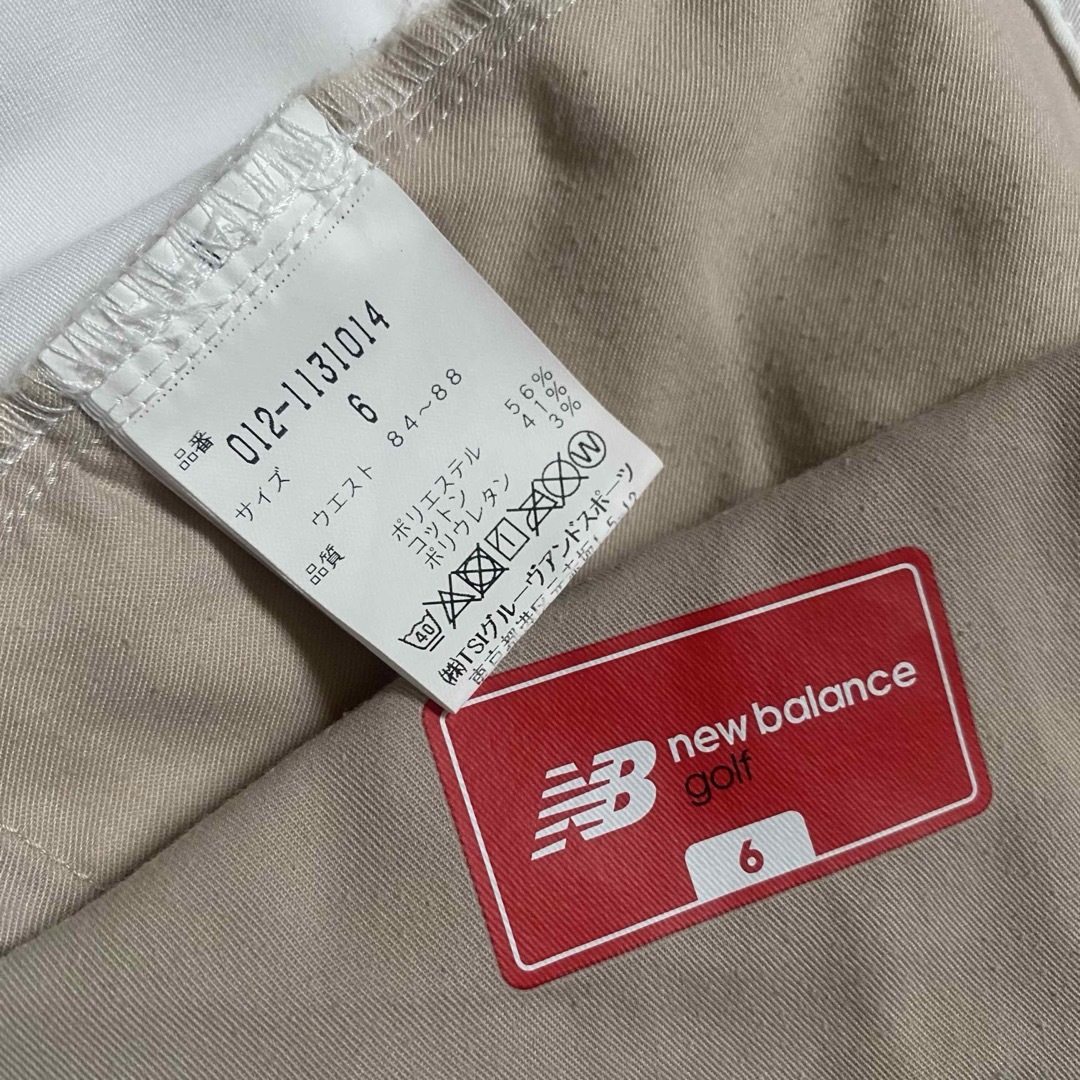 品番 012-1131014
サイズ 6
ウエスト 84~88
品質 ポリエステル 56%
コットン 41%
ポリウレタン 3%
40 1 W
㈱TSIグルーヴアンドスポーツ
NB new balance
golf
6